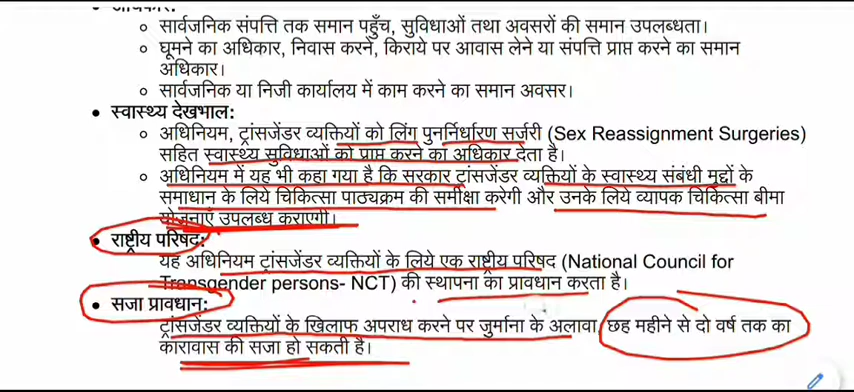 अधिकार:
○ सार्वजनिक संपत्ति तक समान पहुँच, सुविधाओं तथा अवसरों की समान उपलब्धता।
○ घूमने का अधिकार, निवास करने, किराये पर आवास लेने या संपत्ति प्राप्त करने का समान
अधिकार।
○ सार्वजनिक या निजी कार्यालय में काम करने का समान अवसर।
• स्वास्थ्य देखभाल:
○ अधिनियम, ट्रांसजेंडर व्यक्तियों को लिंग पुनर्निर्धारण सर्जरी (Sex Reassignment Surgeries)
सहित स्वास्थ्य सुविधाओं को प्राप्त करने का अधिकार देता है।
○ अधिनियम में यह भी कहा गया है कि सरकार ट्रांसजेंडर व्यक्तियों के स्वास्थ्य संबंधी मुद्दों के
समाधान के लिये चिकित्सा पाठ्यक्रम की समीक्षा करेगी और उनके लिये व्यापक चिकित्सा बीमा
योजनाएँ उपलब्ध कराएगी।
• राष्ट्रीय परिषद:
यह अधिनियम ट्रांसजेंडर व्यक्तियों के लिये एक राष्ट्रीय परिषद (National Council for
Transgender persons- NCT) की स्थापना का प्रावधान करता है।
• सजा प्रावधान:
ट्रांसजेंडर व्यक्तियों के खिलाफ अपराध करने पर जुर्माना के अलावा, छह महीने से दो वर्ष तक का
कारावास की सजा हो सकती है।